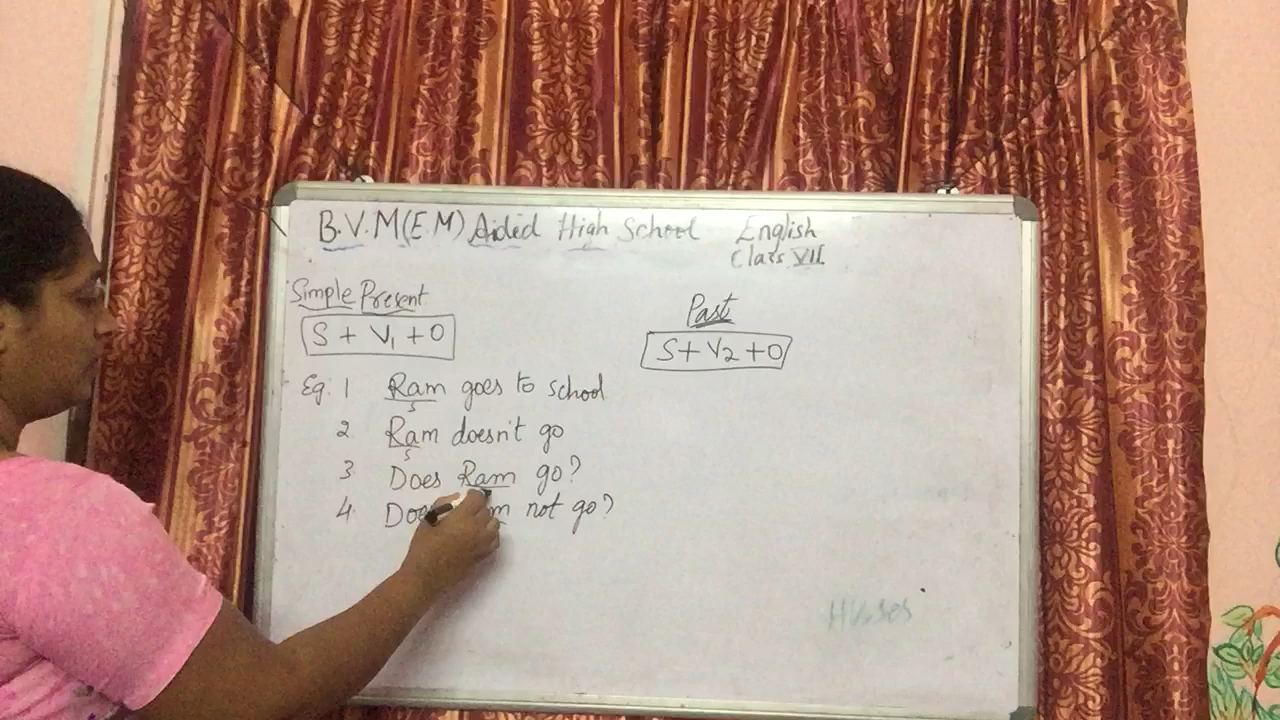 B.V.M(E.M) Aided High School English
Class VII
Simple Present
S + V1 + O
Eg. 1 Ram goes to school
S
2 Ram doesn't go
S
3 Does Ram go?
4 not go?
Past
S + V2 + O